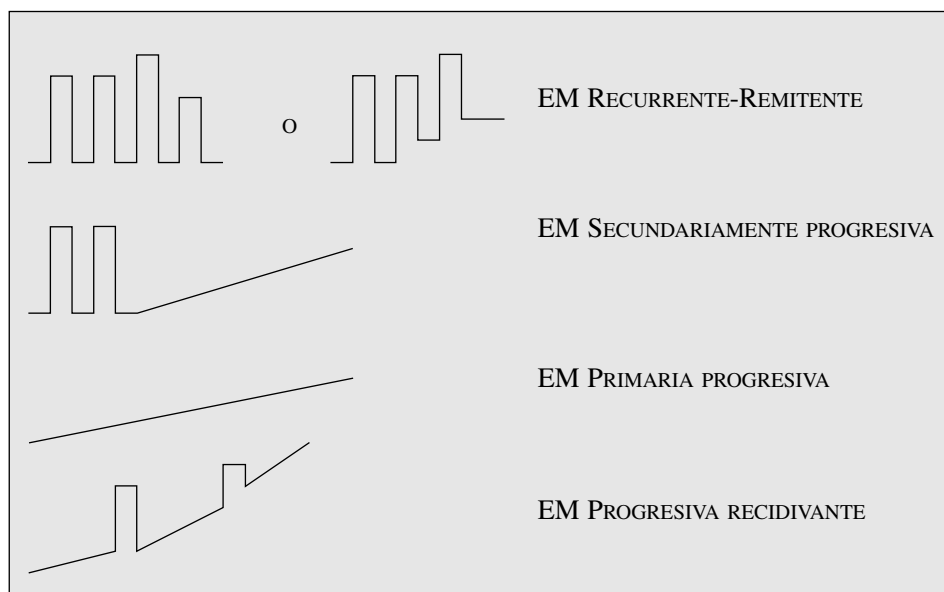 EM RECURRENTE-REMITENTE
O
EM SECUNDARIAMENTE PROGRESIVA
EM PRIMARIA PROGRESIVA
EM PROGRESIVA RECIDIVANTE